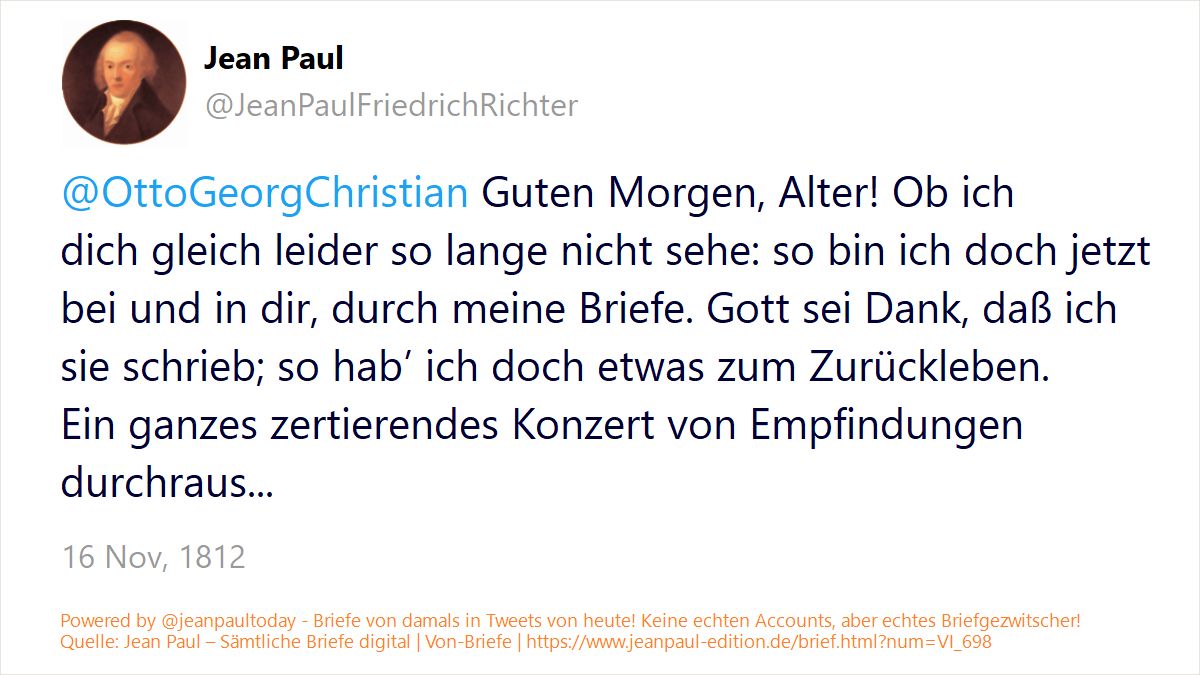 Jean Paul
@JeanPaulFriedrichRichter
@OttoGeorgChristian Guten Morgen, Alter! Ob ich
dich gleich leider so lange nicht sehe: so bin ich doch jetzt
bei und in dir, durch meine Briefe. Gott sei Dank, daß ich
sie schrieb; so hab’ ich doch etwas zum Zurückleben.
Ein ganzes zertierendes Konzert von Empfindungen
durchraus...
16 Nov, 1812
Powered by @jeanpaultoday - Briefe von damals in Tweets von heute! Keine echten Accounts, aber echtes Briefgezwitscher!
Quelle: Jean Paul – Sämtliche Briefe digital | Von-Briefe | https://www.jeanpaul-edition.de/brief.html?num=VI_698